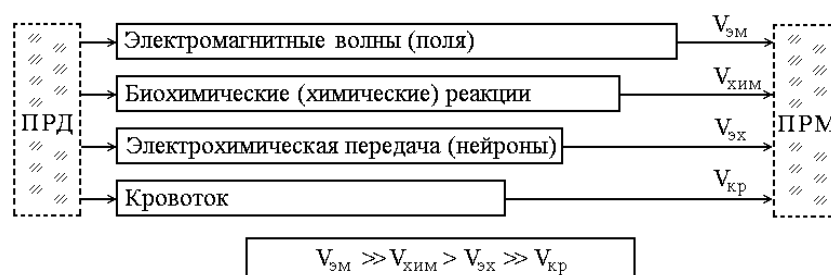 Электромагнитные волны (поля) Vэм
Биохимические (химические) реакции Vхим
ПРД ПРМ
Электрохимическая передача (нейроны) Vэх
Кровоток Vкр
Vэм >> Vхим > Vэх >> Vкр